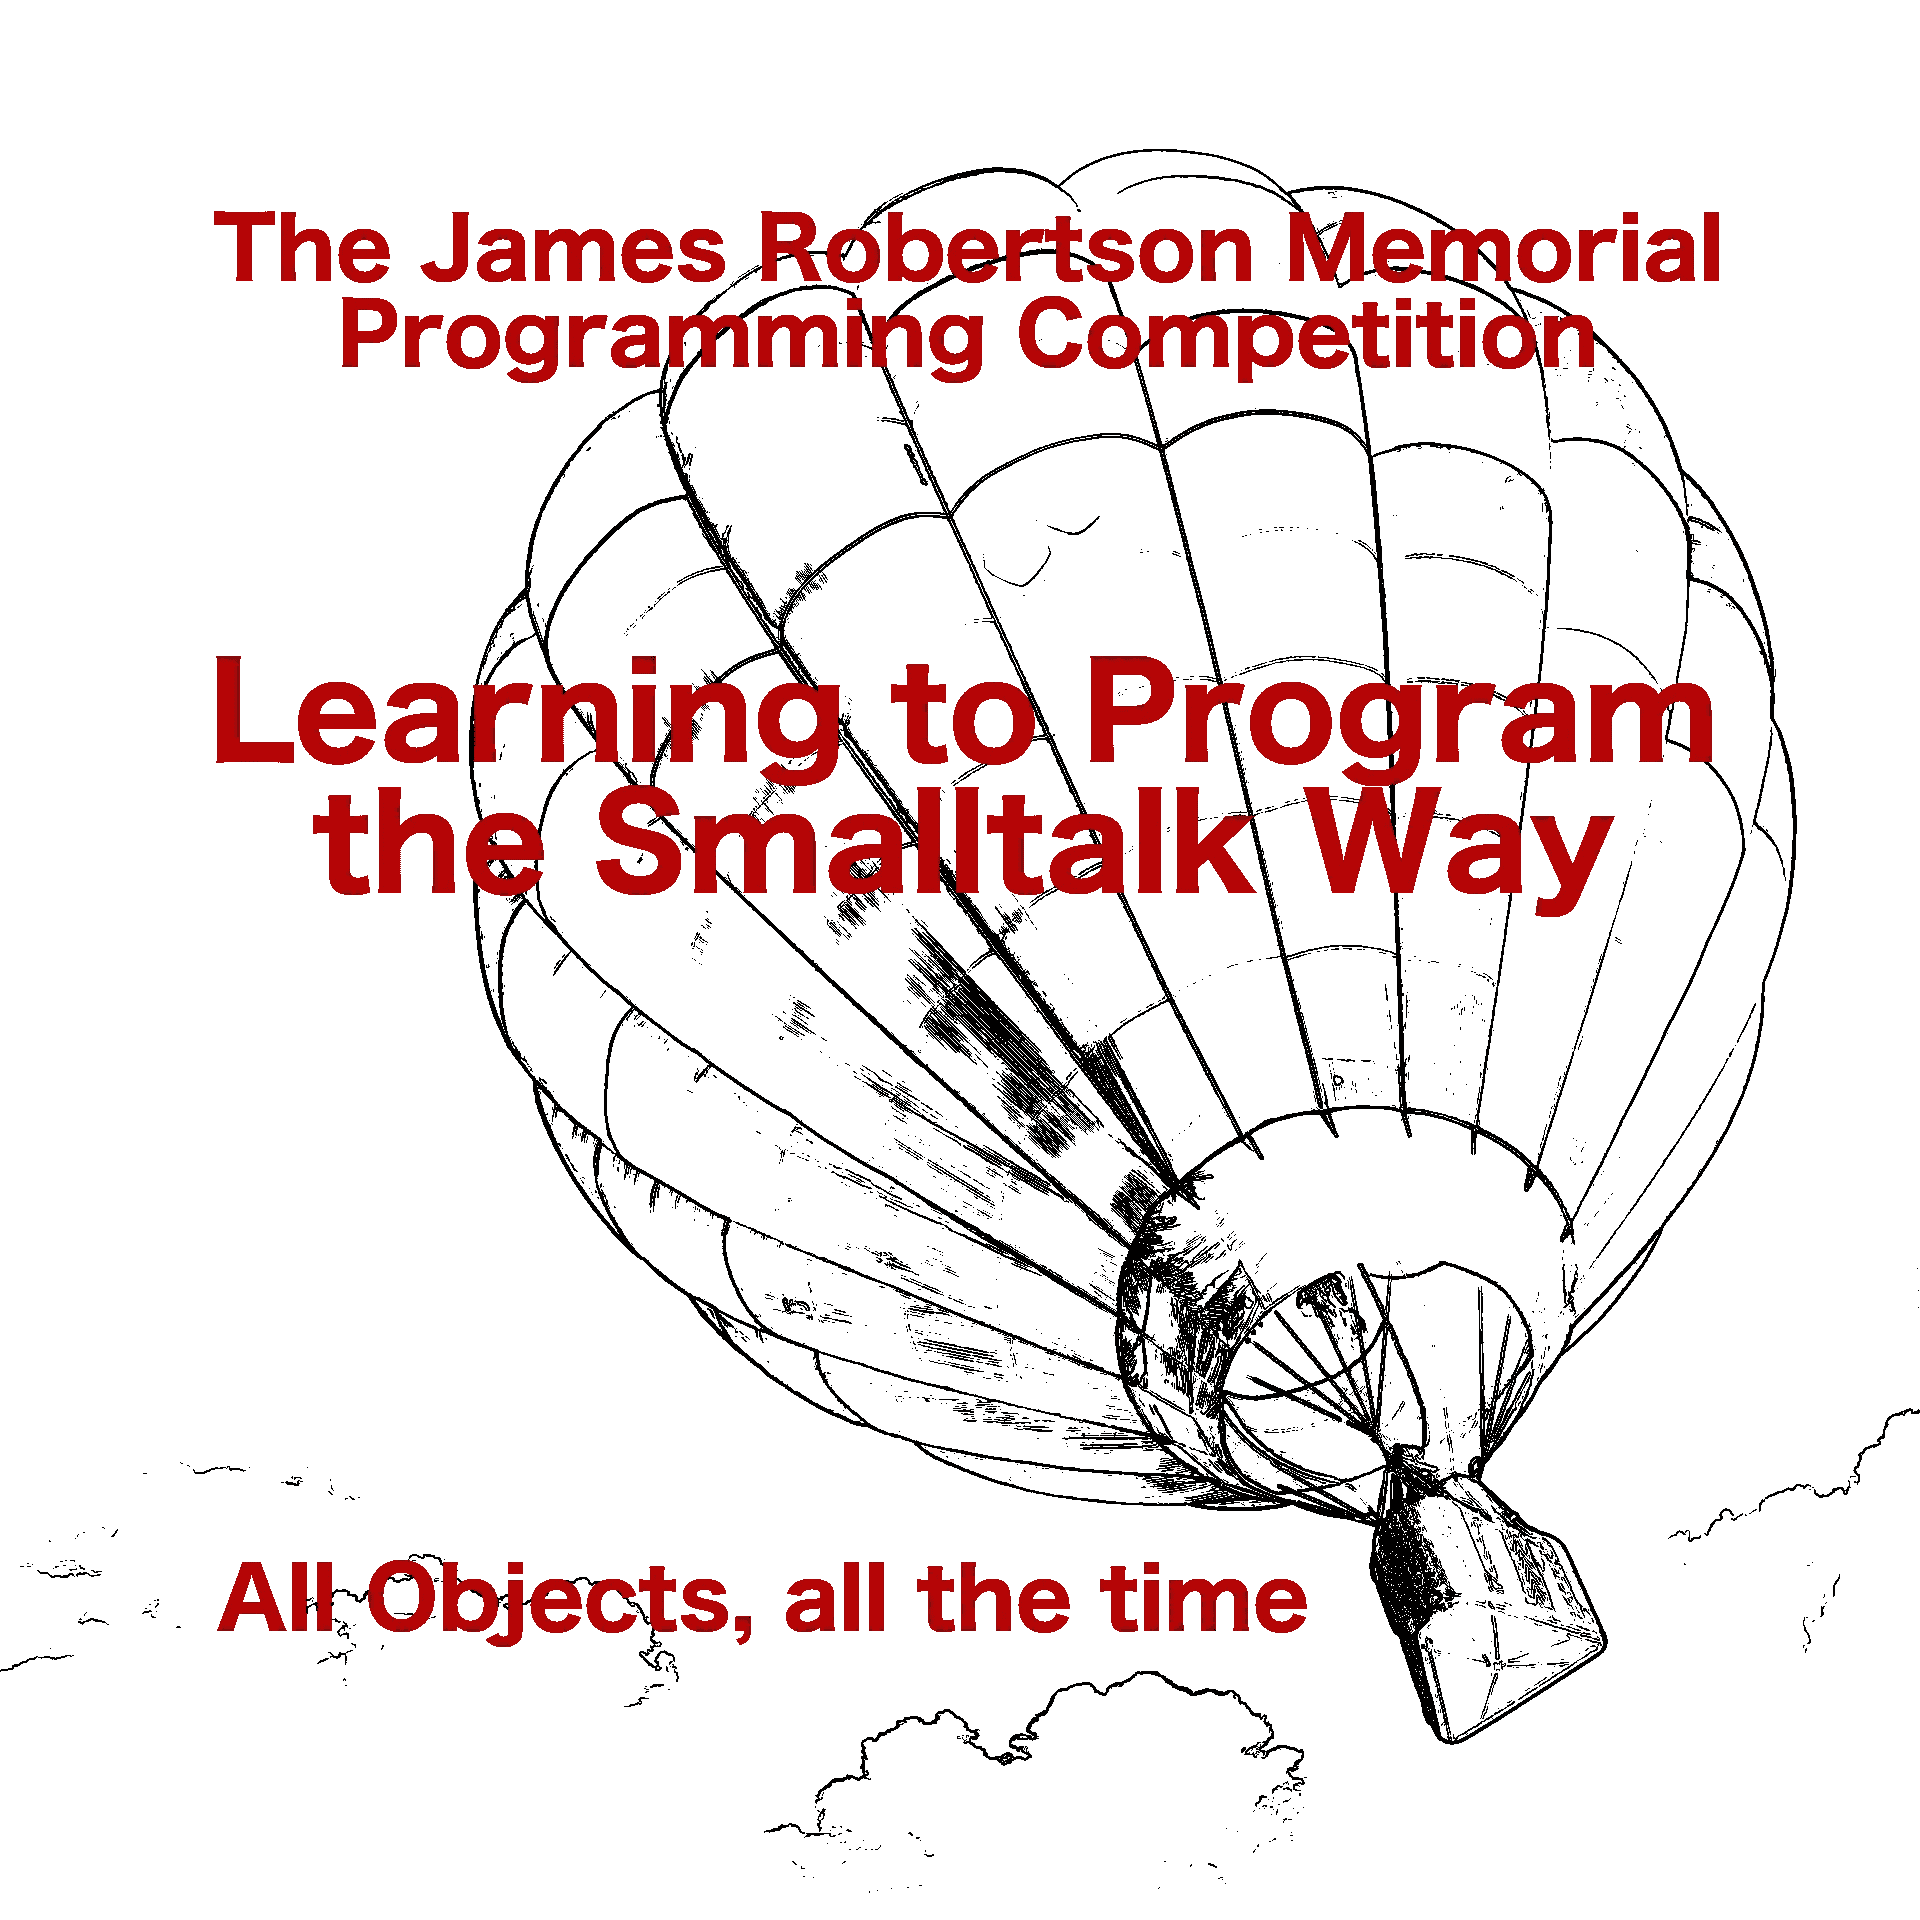 The James Robertson Memorial
Programming Competition
Learning to Program
the Smalltalk Way
All Objects, all the time